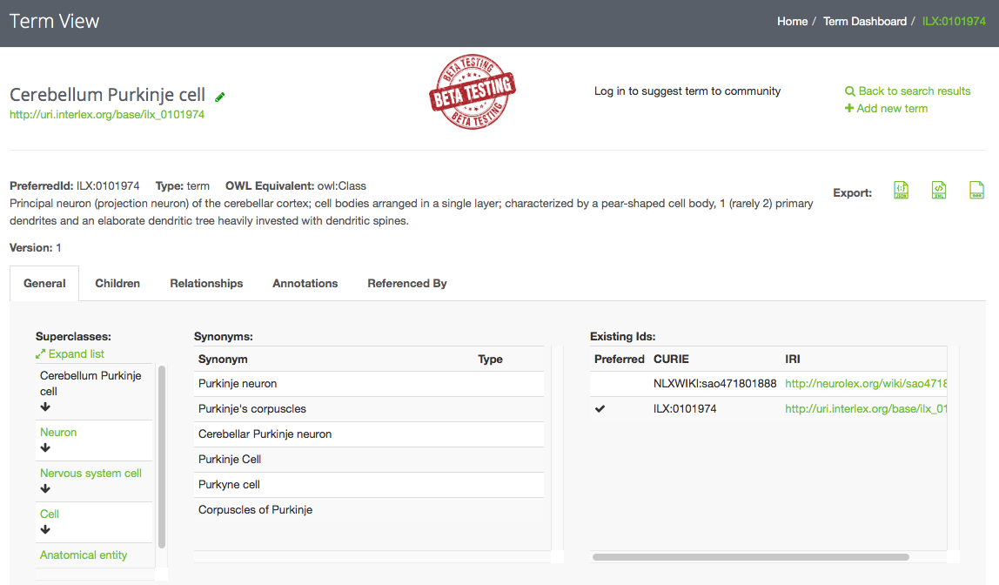 Term View
Home / Term Dashboard / ILX:0101974
BETA TESTING
BETA TESTING
BETA TESTING
Cerebellum Purkinje cell
http://uri.interlex.org/base/ilx_0101974
Log in to suggest term to community
Back to search results
Add new term
PreferredId: ILX:0101974 Type: term OWL Equivalent: owl:Class
Principal neuron (projection neuron) of the cerebellar cortex; cell bodies arranged in a single layer; characterized by a pear-shaped cell body, 1 (rarely 2) primary
dendrites and an elaborate dendritic tree heavily invested with dendritic spines.
Export:
JSON
XML
Version: 1
General Children Relationships Annotations Referenced By
Superclasses:
Expand list
Cerebellum Purkinje
cell
Neuron
Nervous system cell
Cell
Anatomical entity
Synonyms:
Synonym Type
Purkinje neuron
Purkinje's corpuscles
Cerebellar Purkinje neuron
Purkinje Cell
Purkyne cell
Corpuscles of Purkinje
Existing Ids:
Preferred CURIE IRI
NLXWIKI:sao471801888 http://neurolex.org/wiki/sao4718
ILX:0101974 http://uri.interlex.org/base/ilx_01